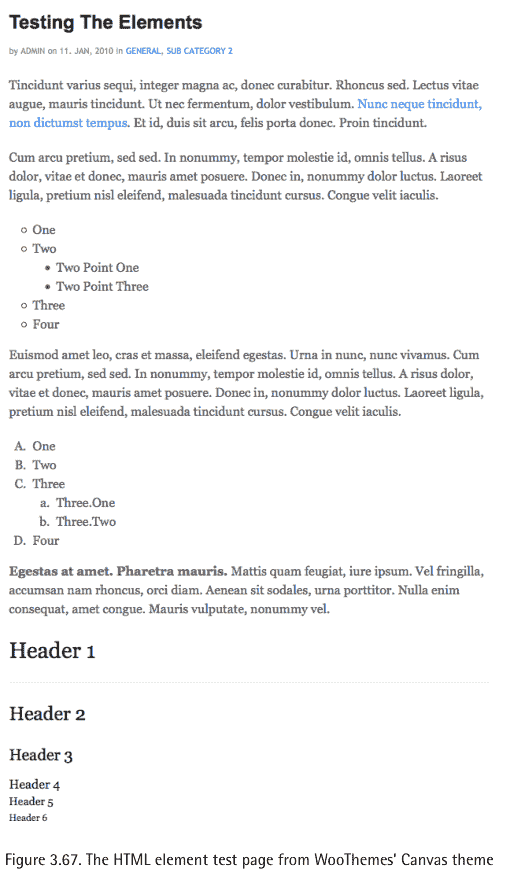 Testing The Elements
by ADMIN on 11. JAN, 2010 in GENERAL, SUB CATEGORY 2
Tincidunt varius sequi, integer magna ac, donec curabitur. Rhoncus sed. Lectus vitae
augue, mauris tincidunt. Ut nec fermentum, dolor vestibulum. Nunc neque tincidunt,
non dictumst tempus. Et id, duis sit arcu, felis porta donec. Proin tincidunt.
Cum arcu pretium, sed sed. In nonummy, tempor molestie id, omnis tellus. A risus
dolor, vitae et donec, mauris amet posuere. Donec in, nonummy dolor luctus. Laoreet
ligula, pretium nisl eleifend, malesuada tincidunt cursus. Congue velit iaculis.
One
Two
Two Point One
Two Point Three
Three
Four
Euismod amet leo, cras et massa, eleifend egestas. Urna in nunc, nunc vivamus. Cum
arcu pretium, sed sed. In nonummy, tempor molestie id, omnis tellus. A risus dolor,
vitae et donec, mauris amet posuere. Donec in, nonummy dolor luctus. Laoreet ligula,
pretium nisl eleifend, malesuada tincidunt cursus. Congue velit iaculis.
A. One
B. Two
C. Three
a. Three.One
b. Three.Two
D. Four
Egestas at amet. Pharetra mauris. Mattis quam feugiat, iure ipsum. Vel fringilla,
accumsan nam rhoncus, orci diam. Aenean sit sodales, urna porttitor. Nulla enim
consequat, amet congue. Mauris vulputate, nonummy vel.
Header 1
Header 2
Header 3
Header 4
Header 5
Header 6
Figure 3.67. The HTML element test page from WooThemes' Canvas theme